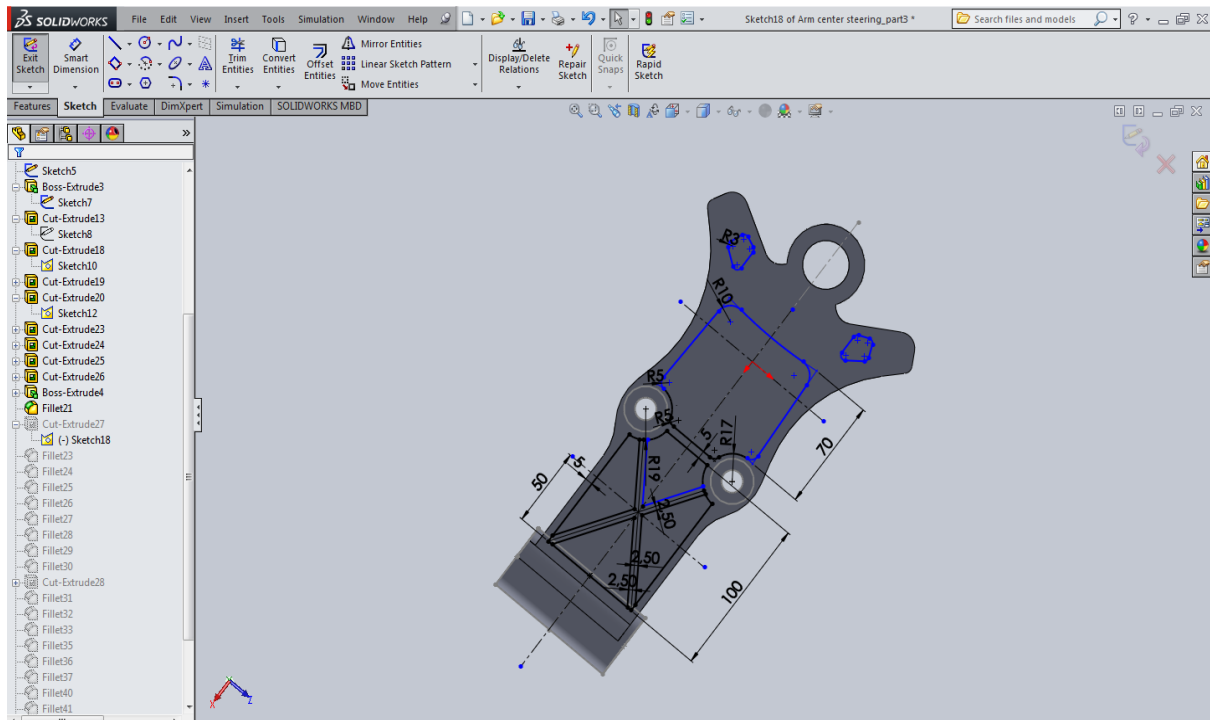 SOLIDWORKS File Edit View Insert Tools Simulation Window Help Sketch18 of Arm center steering_part3 * Search files and models ?
Exit Sketch Smart Dimension Trim Entities Convert Entities Offset Entities Mirror Entities Linear Sketch Pattern Move Entities Display/Delete Relations Repair Sketch Quick Snaps Rapid Sketch
Features Sketch Evaluate DimXpert Simulation SOLIDWORKS MBD
Sketch5
Boss-Extrude3
Sketch7
Cut-Extrude13
Sketch8
Cut-Extrude18
Sketch10
Cut-Extrude19
Cut-Extrude20
Sketch12
Cut-Extrude23
Cut-Extrude24
Cut-Extrude25
Cut-Extrude26
Boss-Extrude4
Fillet21
Cut-Extrude27
(-) Sketch18
Fillet23
Fillet24
Fillet25
Fillet26
Fillet27
Fillet28
Fillet29
Fillet30
Cut-Extrude28
Fillet31
Fillet32
Fillet33
Fillet35
Fillet36
Fillet37
Fillet40
Fillet41
R3
R10
R5
R5
5
R17
70
R19
5
50
2,50
2,50
2,50
100
X
Z